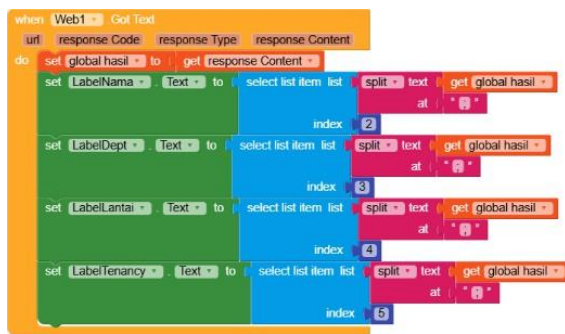 when Web1 . Got Text
url response Code response Type response Content
do set global hasil to get response Content
set LabelNama . Text to select list item list split text get global hasil
at " ; "
index 2
set LabelDept . Text to select list item list split text get global hasil
at " ; "
index 3
set LabelLantai . Text to select list item list split text get global hasil
at " ; "
index 4
set LabelTenancy . Text to select list item list split text get global hasil
at " ; "
index 5